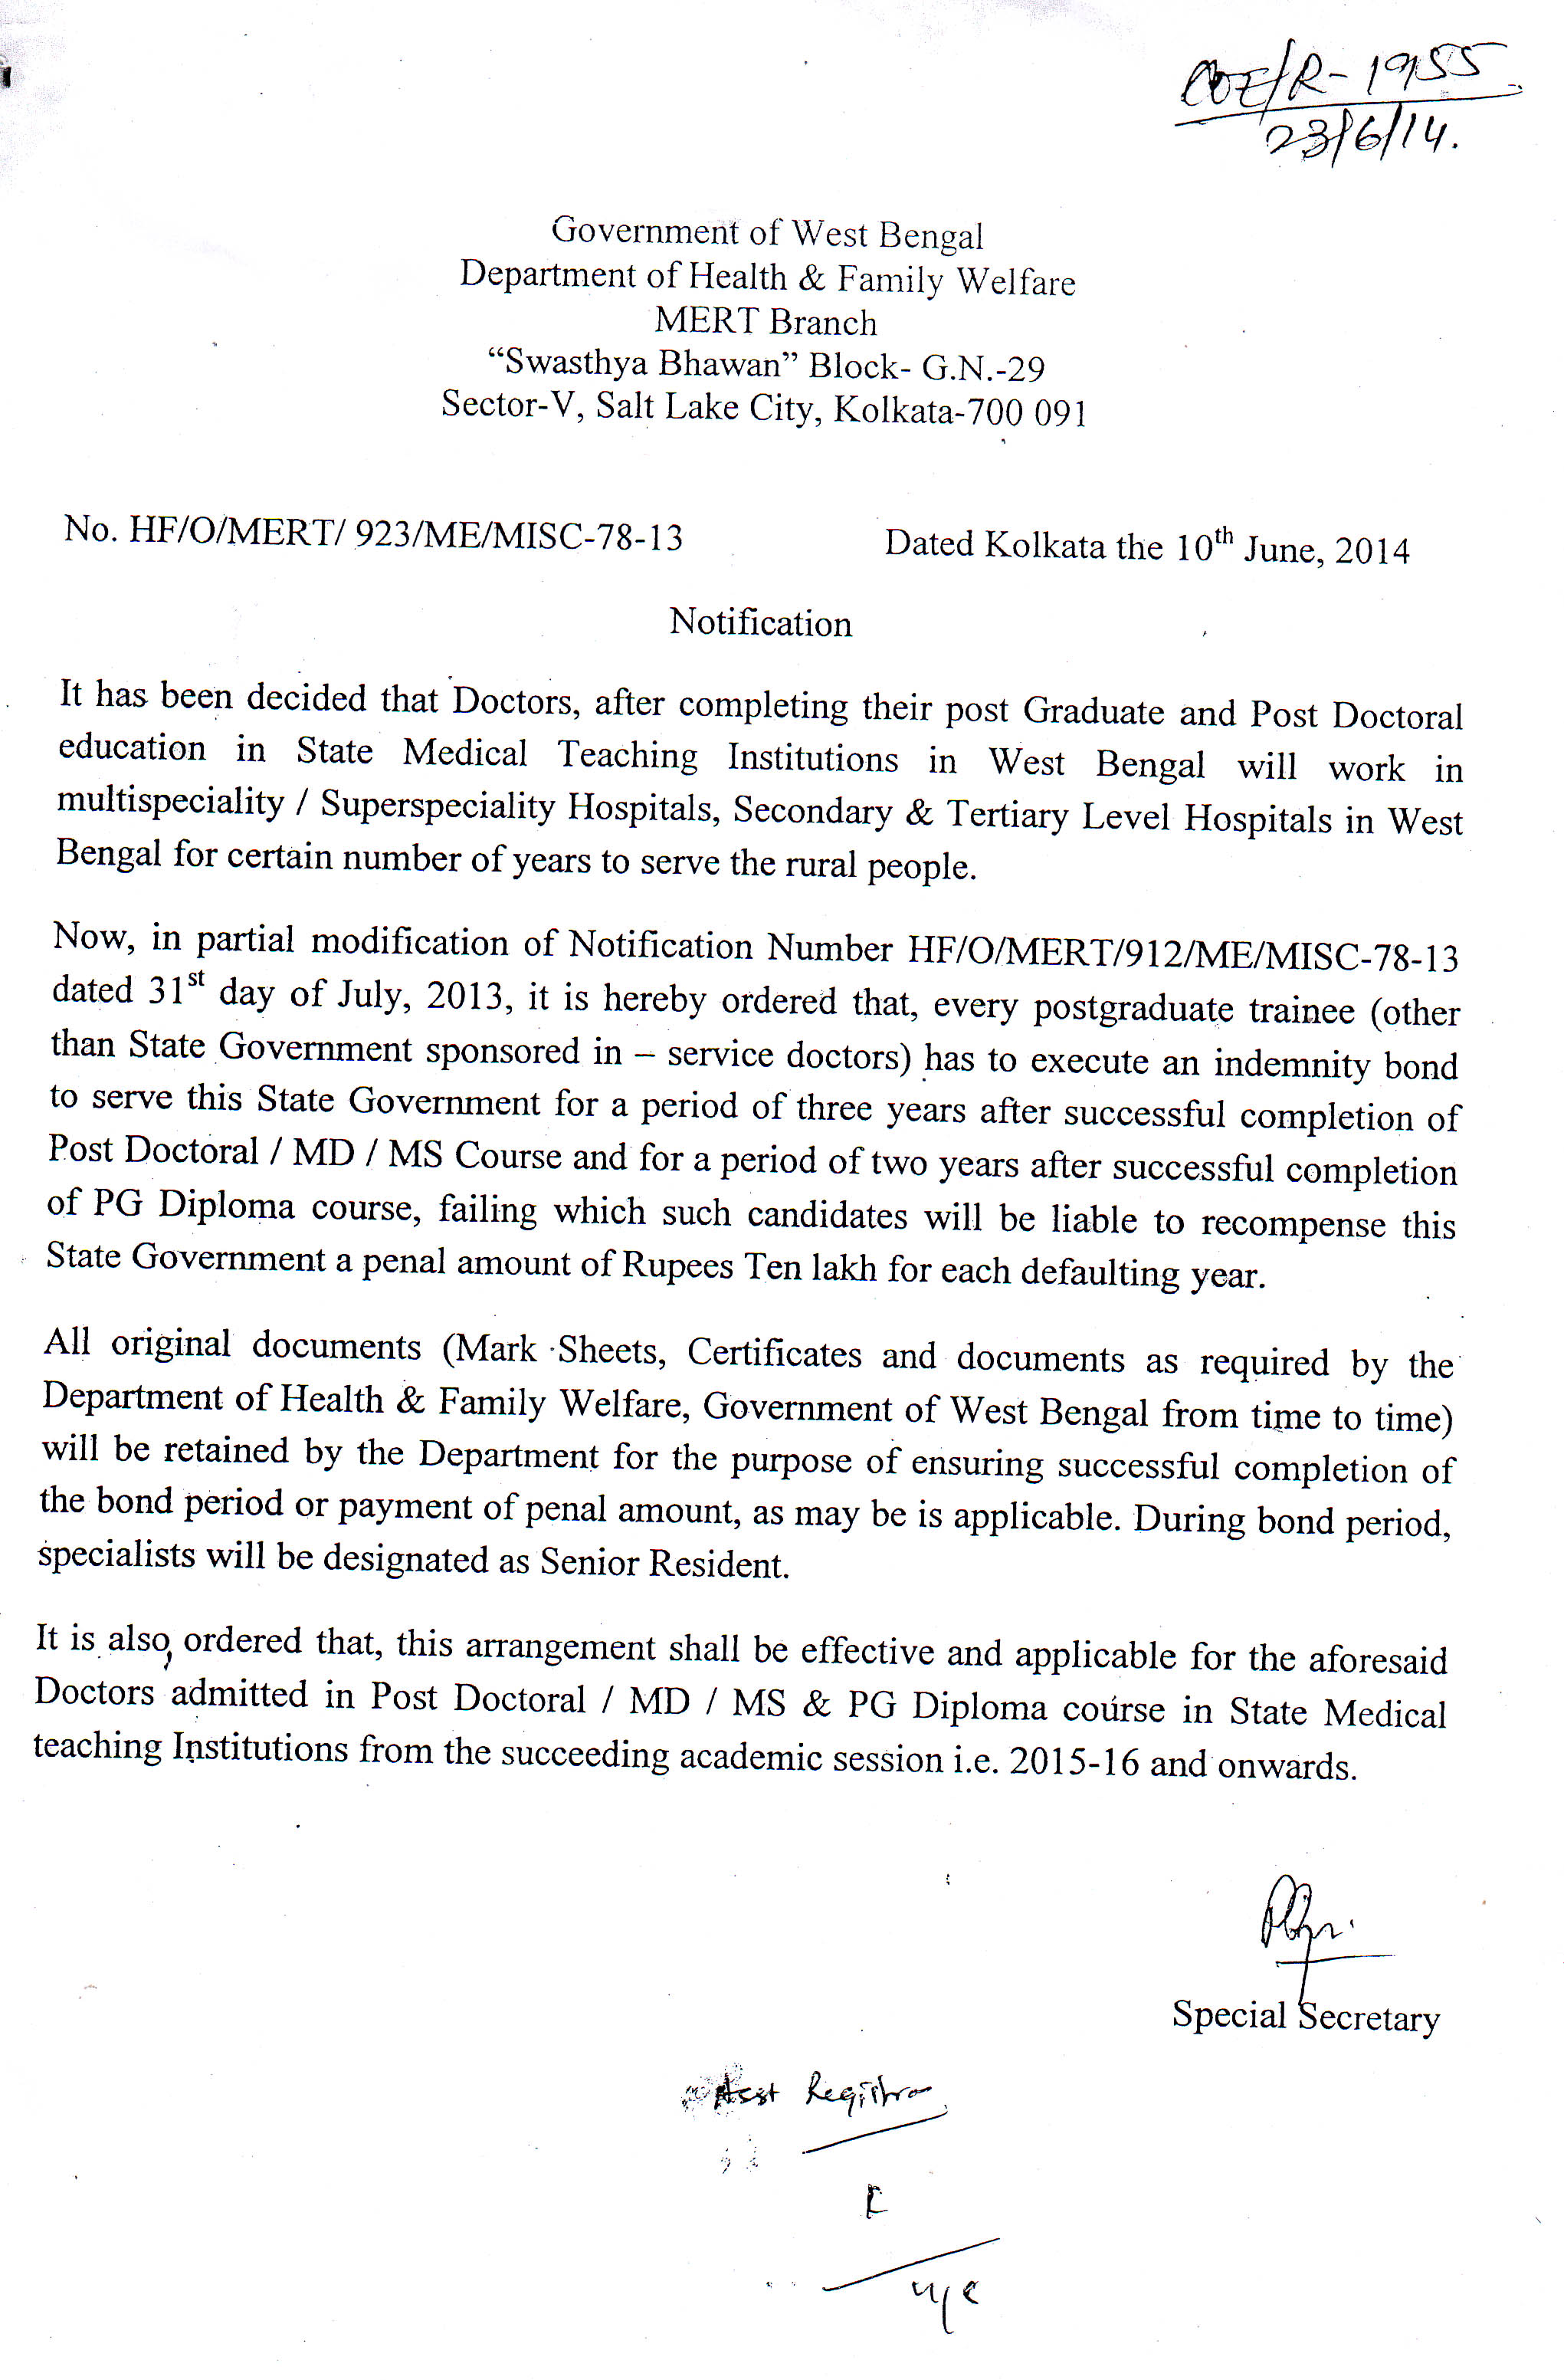 COE/R-1955
23/6/14.
Government of West Bengal
Department of Health & Family Welfare
MERT Branch
“Swasthya Bhawan” Block- G.N.-29
Sector-V, Salt Lake City, Kolkata-700 091
No. HF/O/MERT/ 923/ME/MISC-78-13 Dated Kolkata the 10th June, 2014
Notification
It has been decided that Doctors, after completing their post Graduate and Post Doctoral
education in State Medical Teaching Institutions in West Bengal will work in
multispeciality / Superspeciality Hospitals, Secondary & Tertiary Level Hospitals in West
Bengal for certain number of years to serve the rural people.
Now, in partial modification of Notification Number HF/O/MERT/912/ME/MISC-78-13
dated 31st day of July, 2013, it is hereby ordered that, every postgraduate trainee (other
than State Government sponsored in – service doctors) has to execute an indemnity bond
to serve this State Government for a period of three years after successful completion of
Post Doctoral / MD / MS Course and for a period of two years after successful completion
of PG Diploma course, failing which such candidates will be liable to recompense this
State Government a penal amount of Rupees Ten lakh for each defaulting year.
All original documents (Mark Sheets, Certificates and documents as required by the
Department of Health & Family Welfare, Government of West Bengal from time to time)
will be retained by the Department for the purpose of ensuring successful completion of
the bond period or payment of penal amount, as may be is applicable. During bond period,
specialists will be designated as Senior Resident.
It is also, ordered that, this arrangement shall be effective and applicable for the aforesaid
Doctors admitted in Post Doctoral / MD / MS & PG Diploma course in State Medical
teaching Institutions from the succeeding academic session i.e. 2015-16 and onwards.
Special Secretary
Asst Registrar